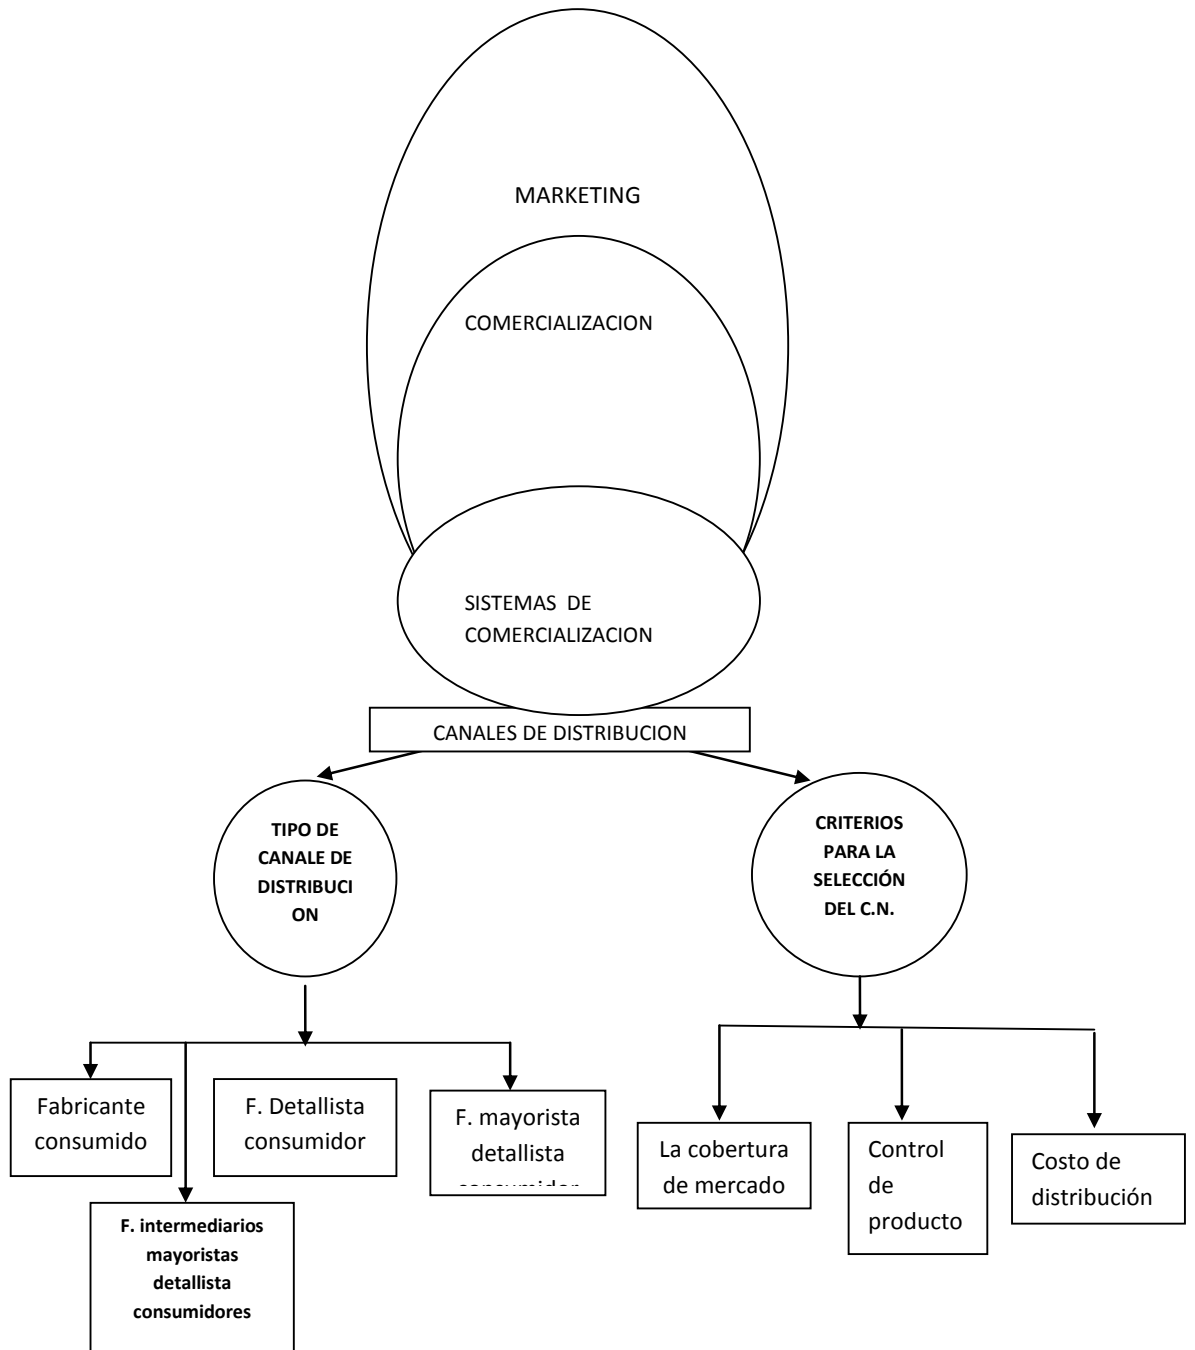 MARKETING
COMERCIALIZACION
SISTEMAS DE
COMERCIALIZACION
CANALES DE DISTRIBUCION
TIPO DE
CANALE DE
DISTRIBUCI
ON
CRITERIOS
PARA LA
SELECCIÓN
DEL C.N.
Fabricante
consumido
F. Detallista
consumidor
F. mayorista
detallista
F. intermediarios
mayoristas
detallista
consumidores
La cobertura
de mercado
Control
de
producto
Costo de
distribución